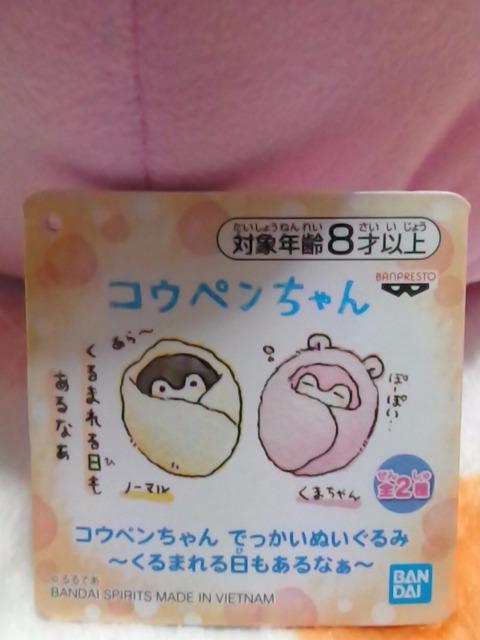 たいしょうねんれい さいいじょう
対象年齢8才以上
BANPRESTO
コウペンちゃん
あら〜
くるまれる日も
ひ
あるなぁ
ノーマル
ぽ・ぽい…
くまちゃん
ぜん しゅ
全2種
コウペンちゃん でっかいぬいぐるみ
ひ
〜くるまれる日もあるなぁ〜
©るるてあ
BANDAI SPIRITS MADE IN VIETNAM
BAN
DAI